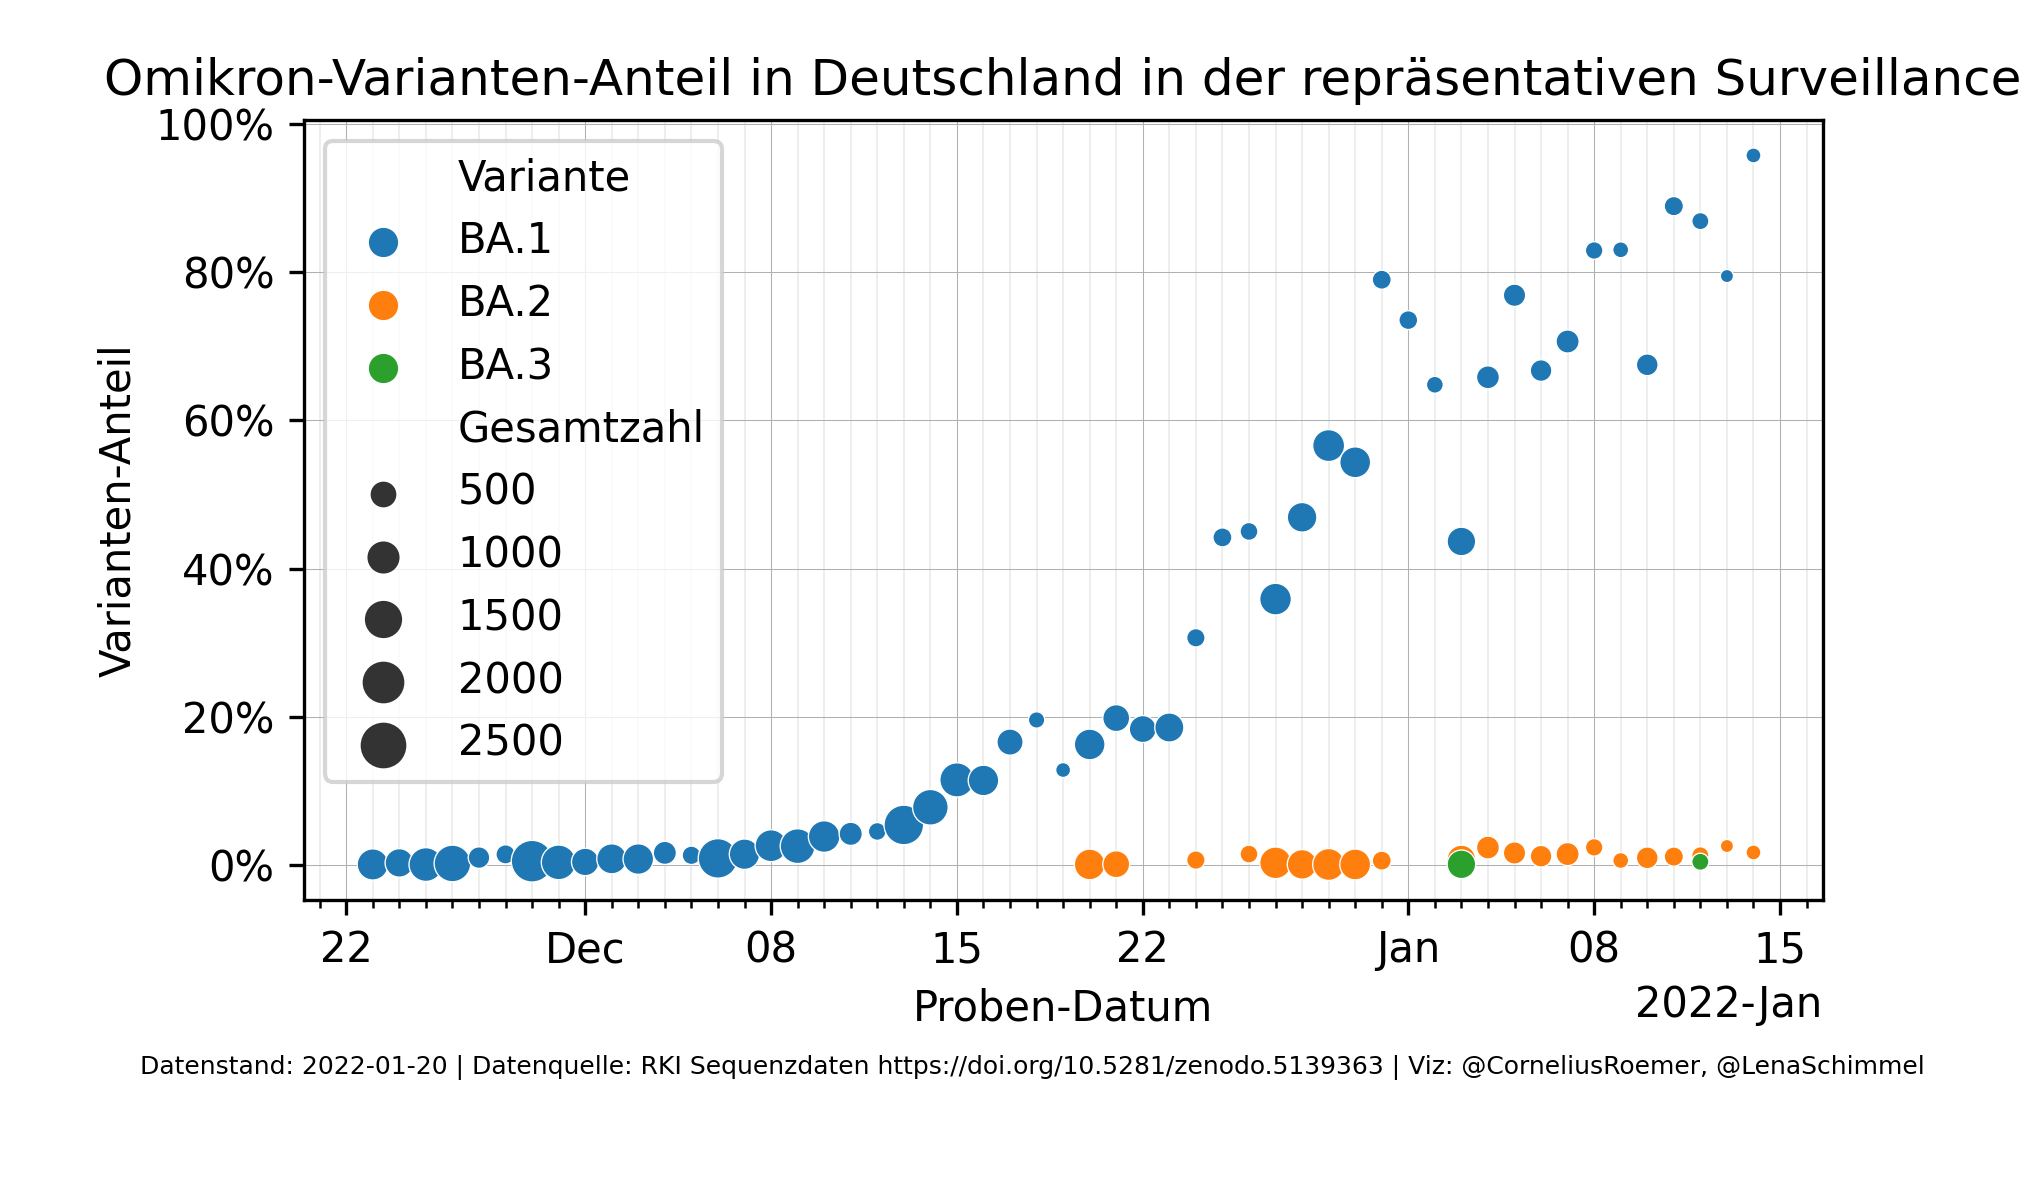 Omikron-Varianten-Anteil in Deutschland in der repräsentativen Surveillance
100%
80%
60%
40%
20%
0%
Varianten-Anteil
Variante
BA.1
BA.2
BA.3
Gesamtzahl
500
1000
1500
2000
2500
22 Dec 08 15 22 Jan 08 15
Proben-Datum
2022-Jan
Datenstand: 2022-01-20 | Datenquelle: RKI Sequenzdaten https://doi.org/10.5281/zenodo.5139363 | Viz: @CorneliusRoemer, @LenaSchimmel